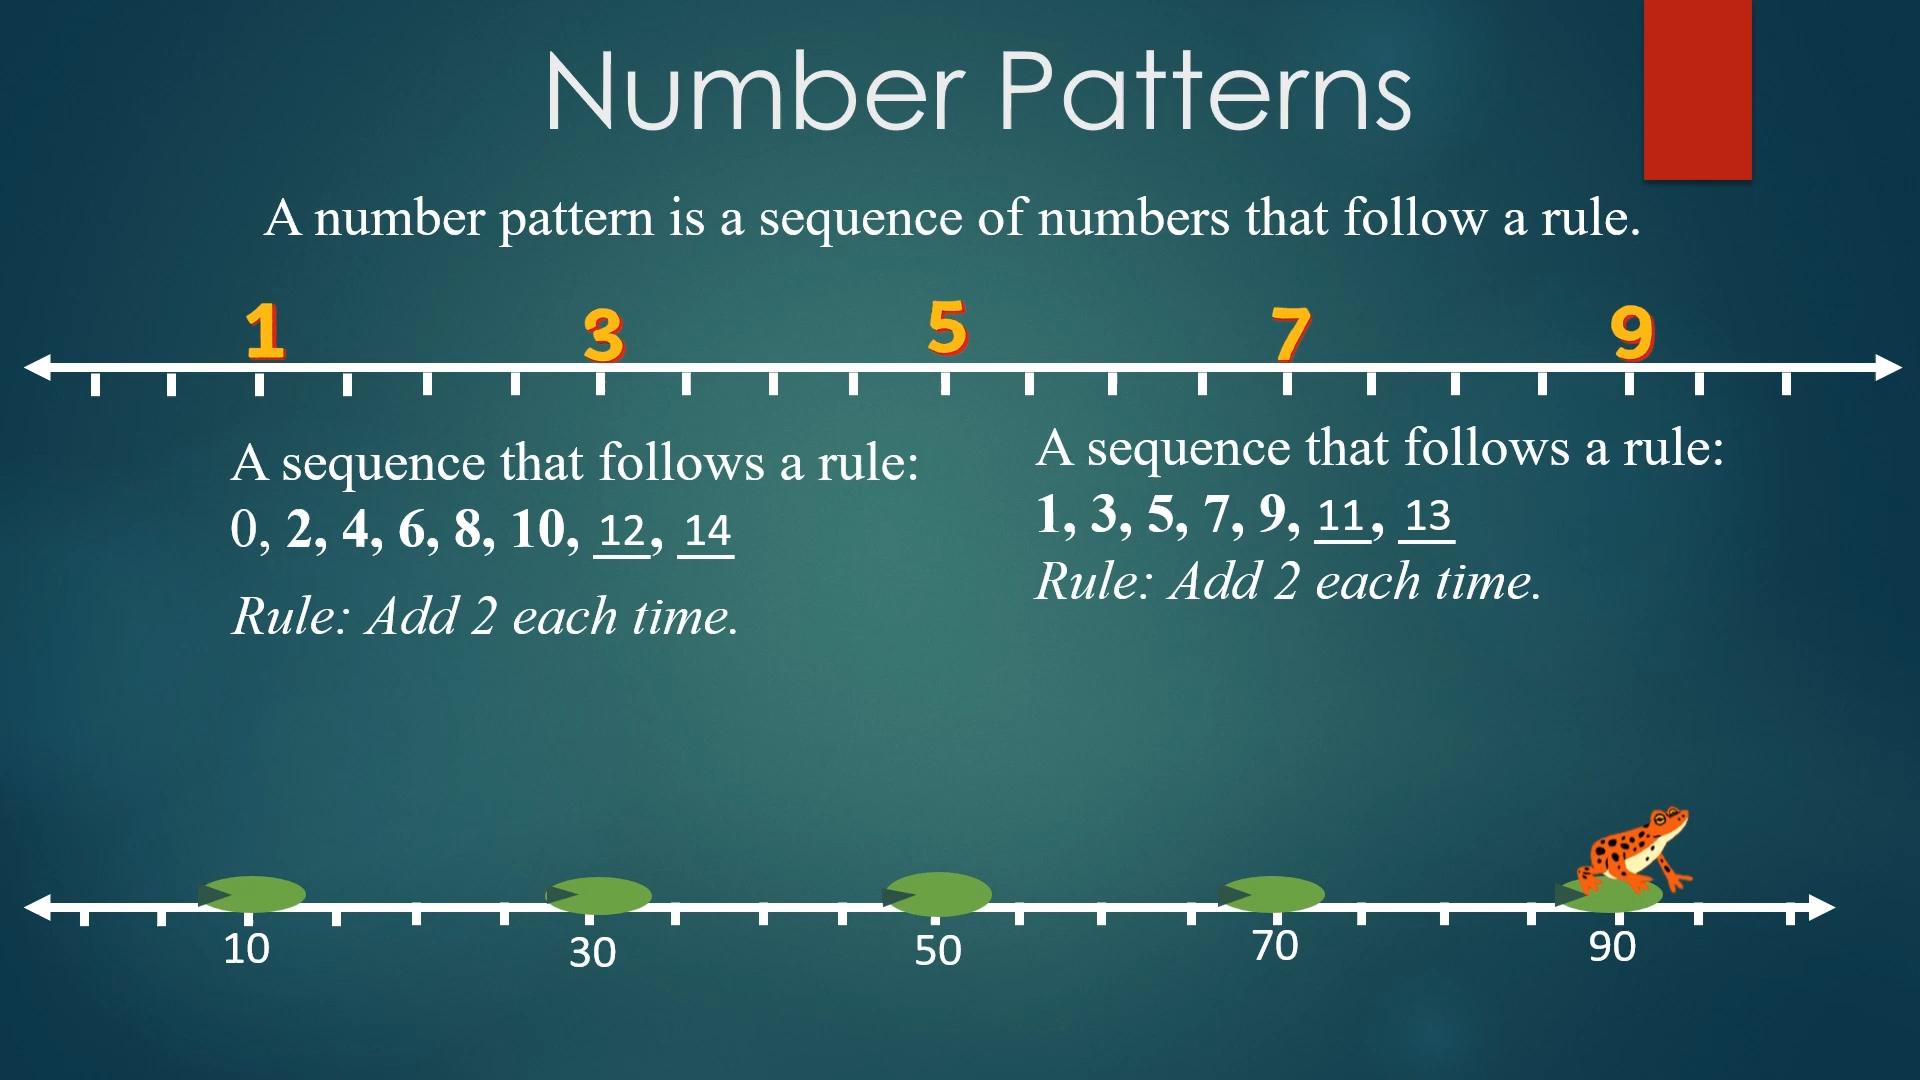 Number Patterns
A number pattern is a sequence of numbers that follow a rule.
1 3 5 7 9
A sequence that follows a rule:
0, 2, 4, 6, 8, 10, 12, 14
Rule: Add 2 each time.
A sequence that follows a rule:
1, 3, 5, 7, 9, 11, 13
Rule: Add 2 each time.
10 30 50 70 90